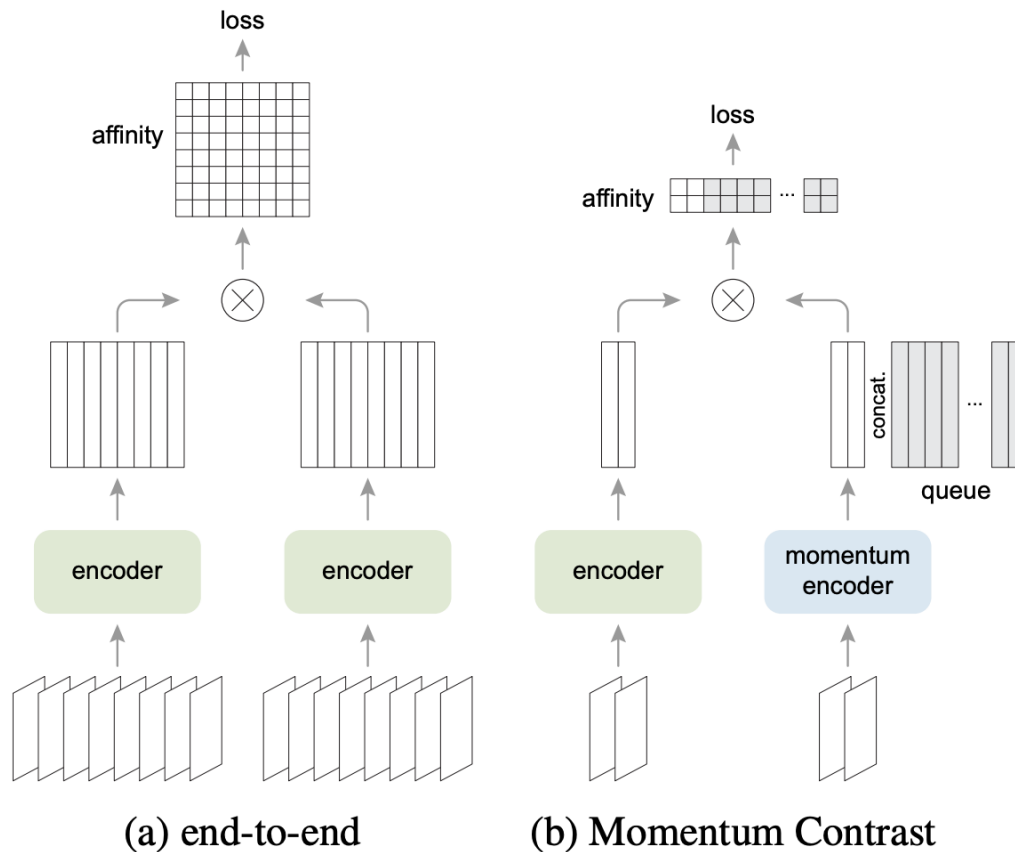 loss
affinity
encoder
encoder
(a) end-to-end
loss
affinity
...
concat.
...
queue
encoder
momentum
encoder
(b) Momentum Contrast